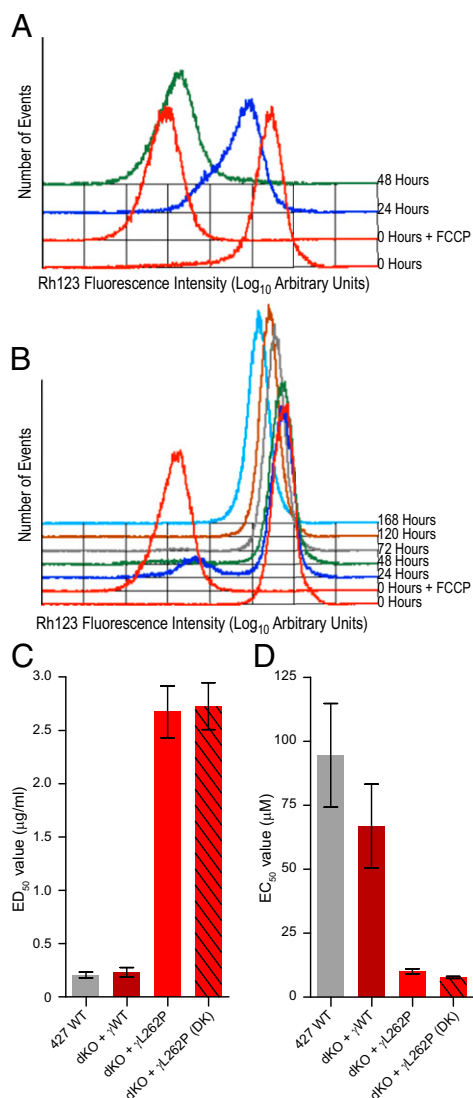 A
Number of Events
48 Hours
24 Hours
0 Hours + FCCP
0 Hours
Rh123 Fluorescence Intensity (Log10 Arbitrary Units)
B
Number of Events
168 Hours
120 Hours
72 Hours
48 Hours
24 Hours
0 Hours + FCCP
0 Hours
Rh123 Fluorescence Intensity (Log10 Arbitrary Units)
C
ED50 value (µg/ml)
3.0
2.5
2.0
1.5
1.0
0.5
0
427 WT
dKO + γWT
dKO + γL262P
dKO + γL262P (DK)
D
EC50 value (µM)
125
100
75
50
25
0
427 WT
dKO + γWT
dKO + γL262P
dKO + γL262P (DK)